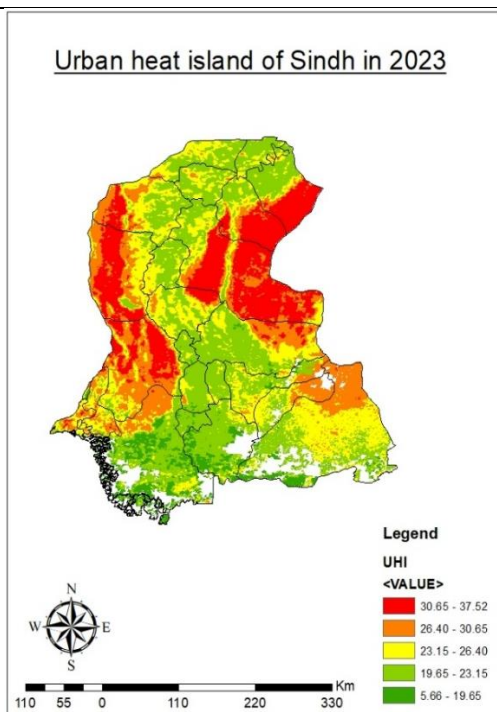 Urban heat island of Sindh in 2023
Legend
UHI
<VALUE>
30.65 - 37.52
26.40 - 30.65
23.15 - 26.40
19.65 - 23.15
5.66 - 19.65
N
W E
S
Km
110 55 0 110 220 330